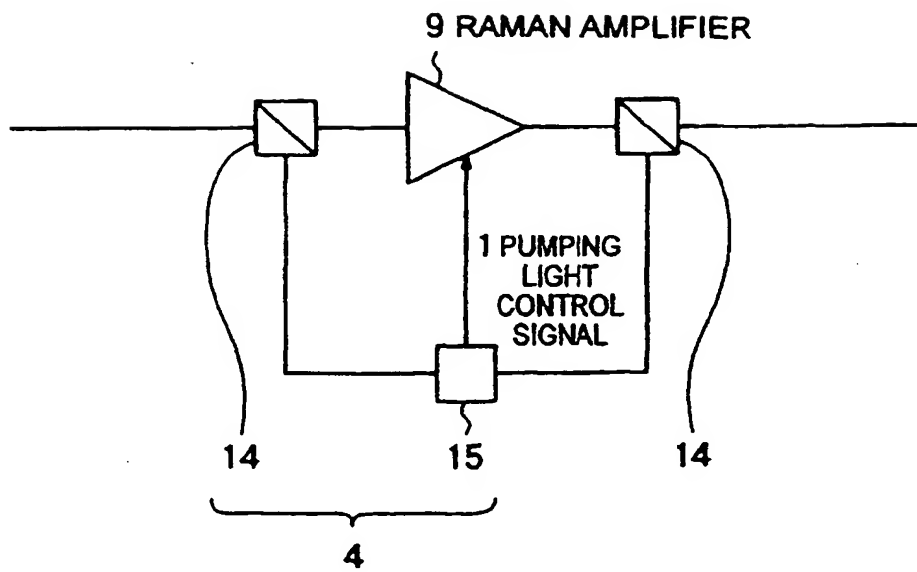 9 RAMAN AMPLIFIER
1 PUMPING
LIGHT
CONTROL
SIGNAL
14
15
14
4